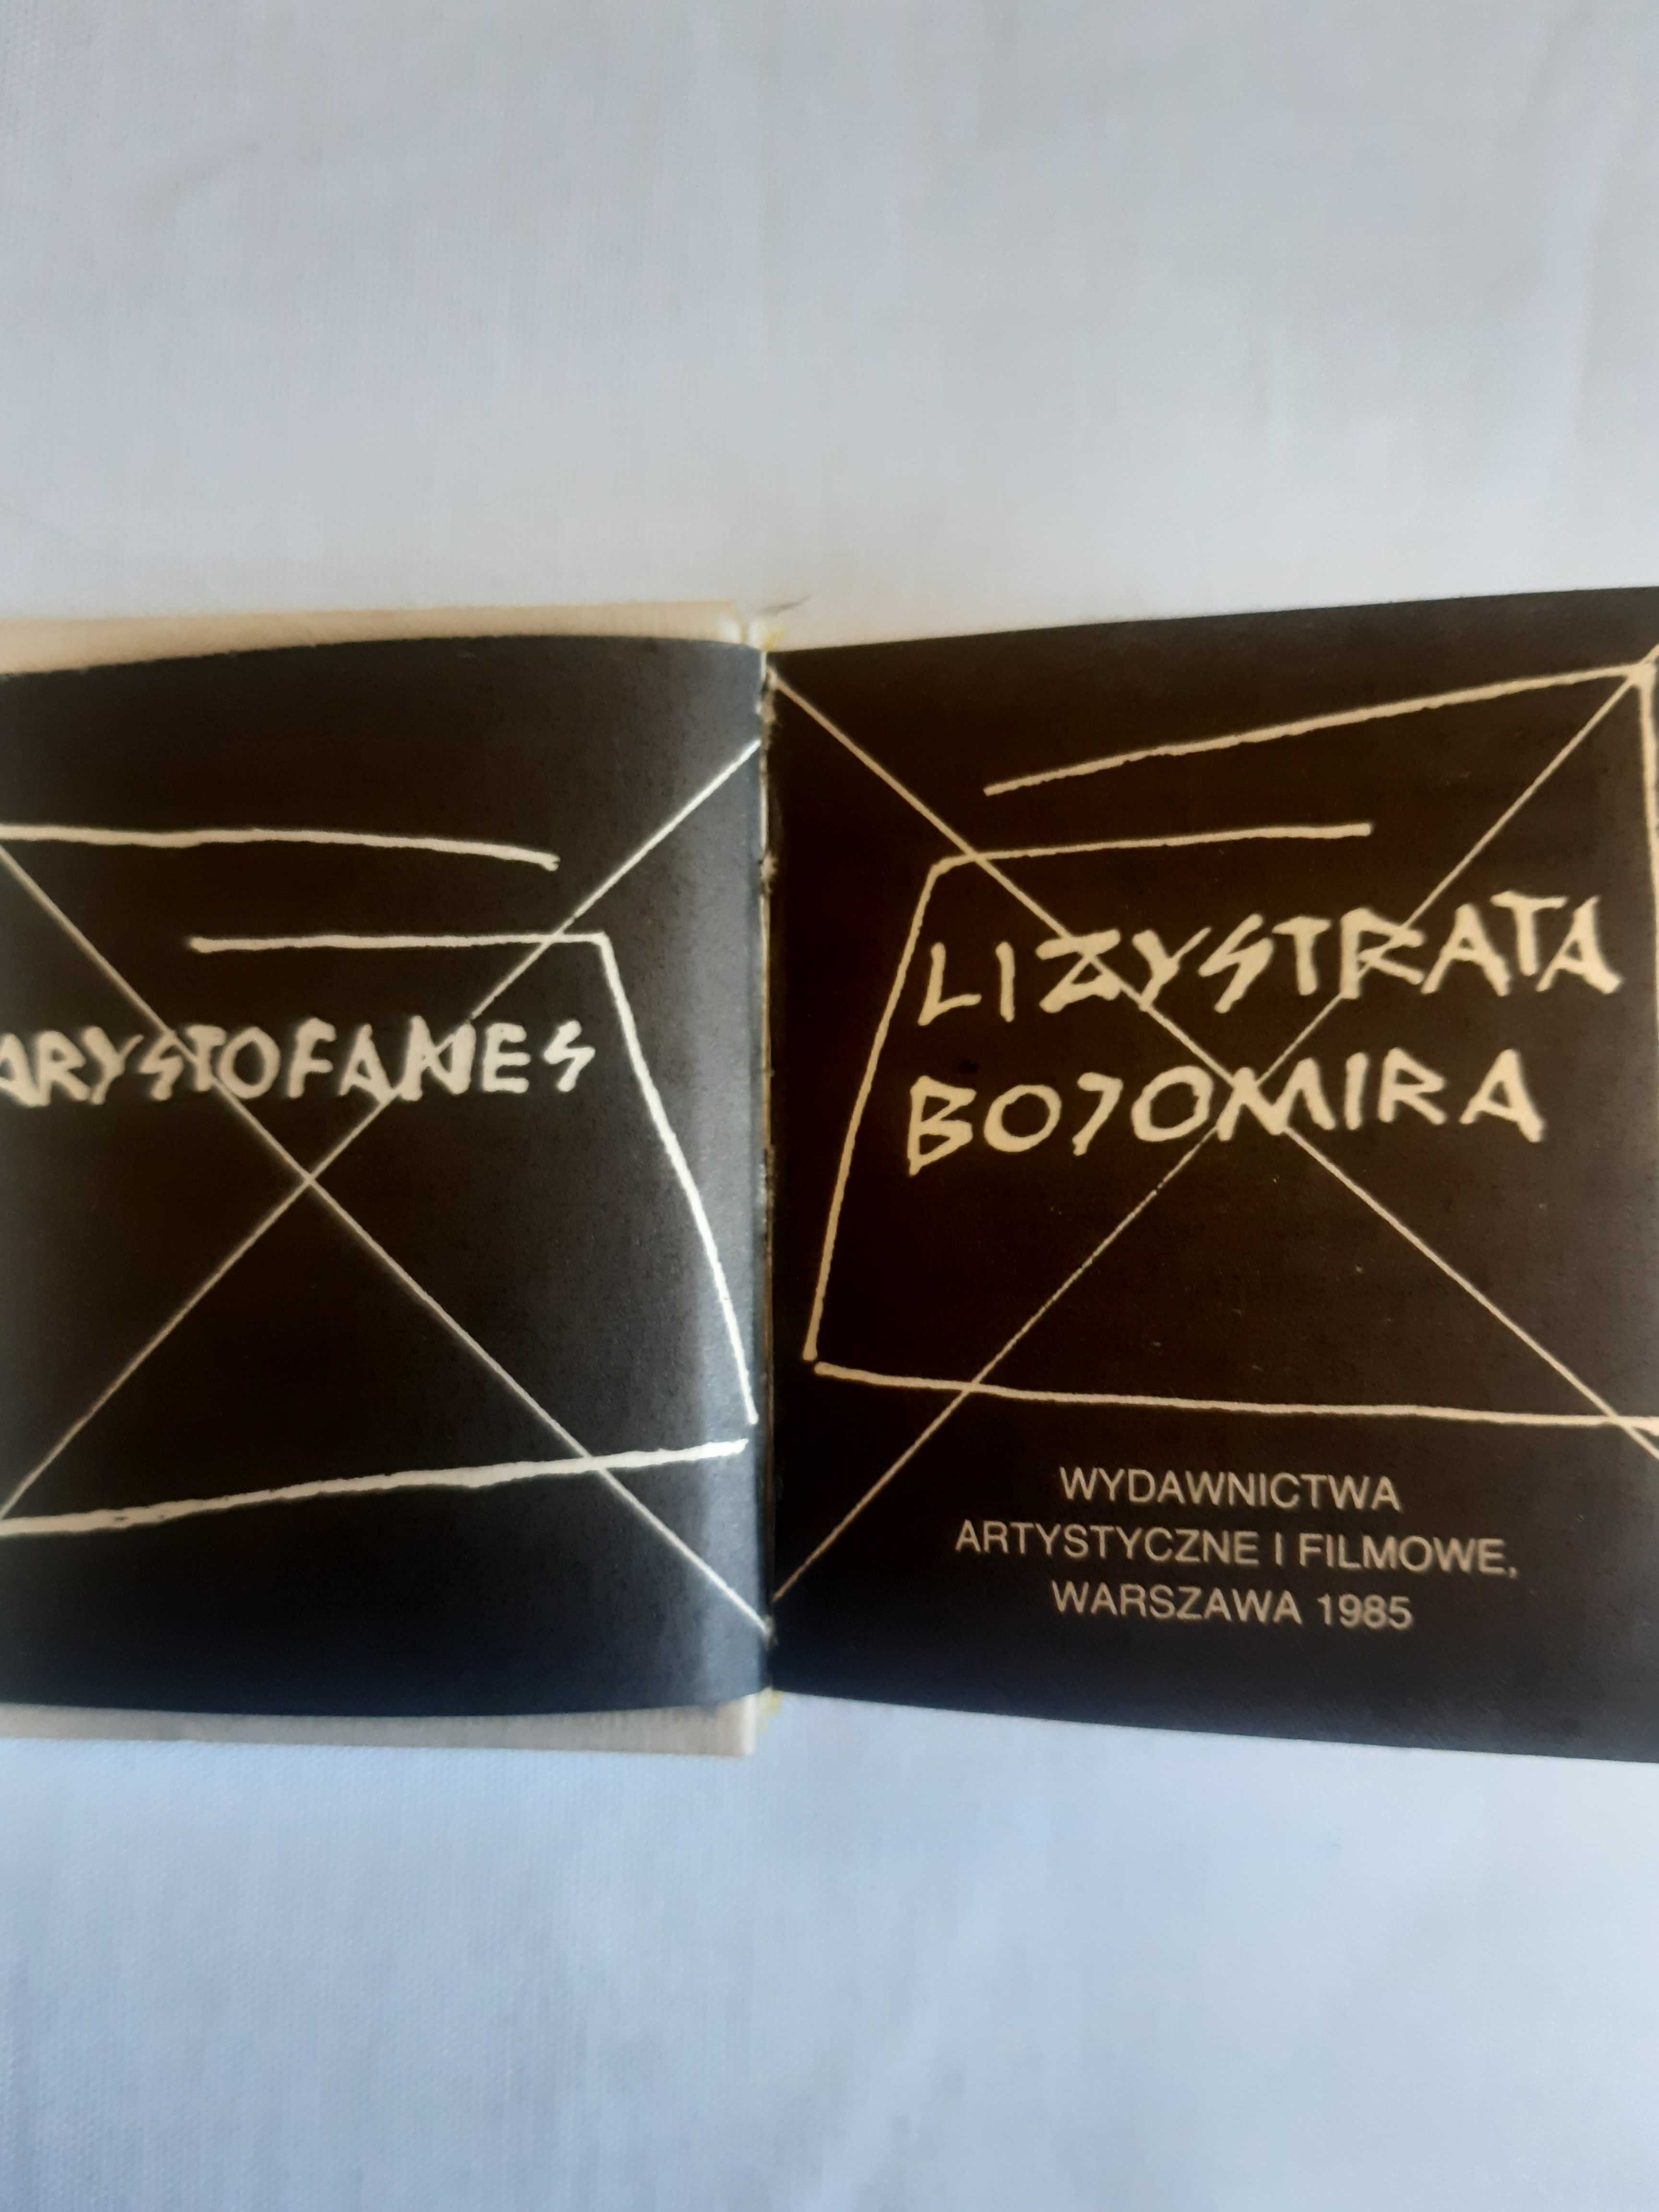 ARYSTOFANES
LIZYSTRATA
BOJOMIRA
WYDAWNICTWA
ARTYSTYCZNE I FILMOWE,
WARSZAWA 1985